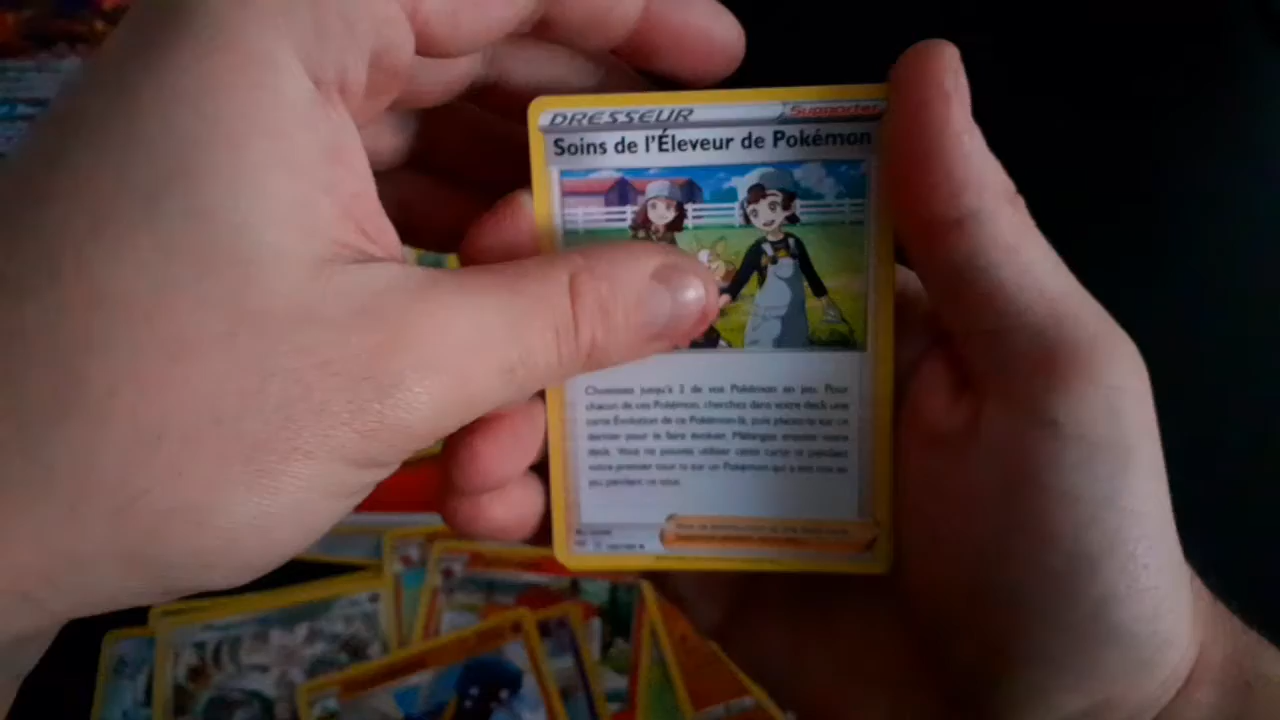 DRESSEUR Supporter
Soins de l'Éleveur de Pokémon
Choisissez jusqu'à 2 de vos Pokémon en jeu. Pour
chacun de ces Pokémon, cherchez dans votre deck une
carte Évolution de ce Pokémon-là, puis placez-la sur ce
dernier pour le faire évoluer. Mélangez ensuite votre
deck. Vous ne pouvez utiliser cette carte ni pendant
votre premier tour ni sur un Pokémon qui a été mis en
jeu pendant ce tour.